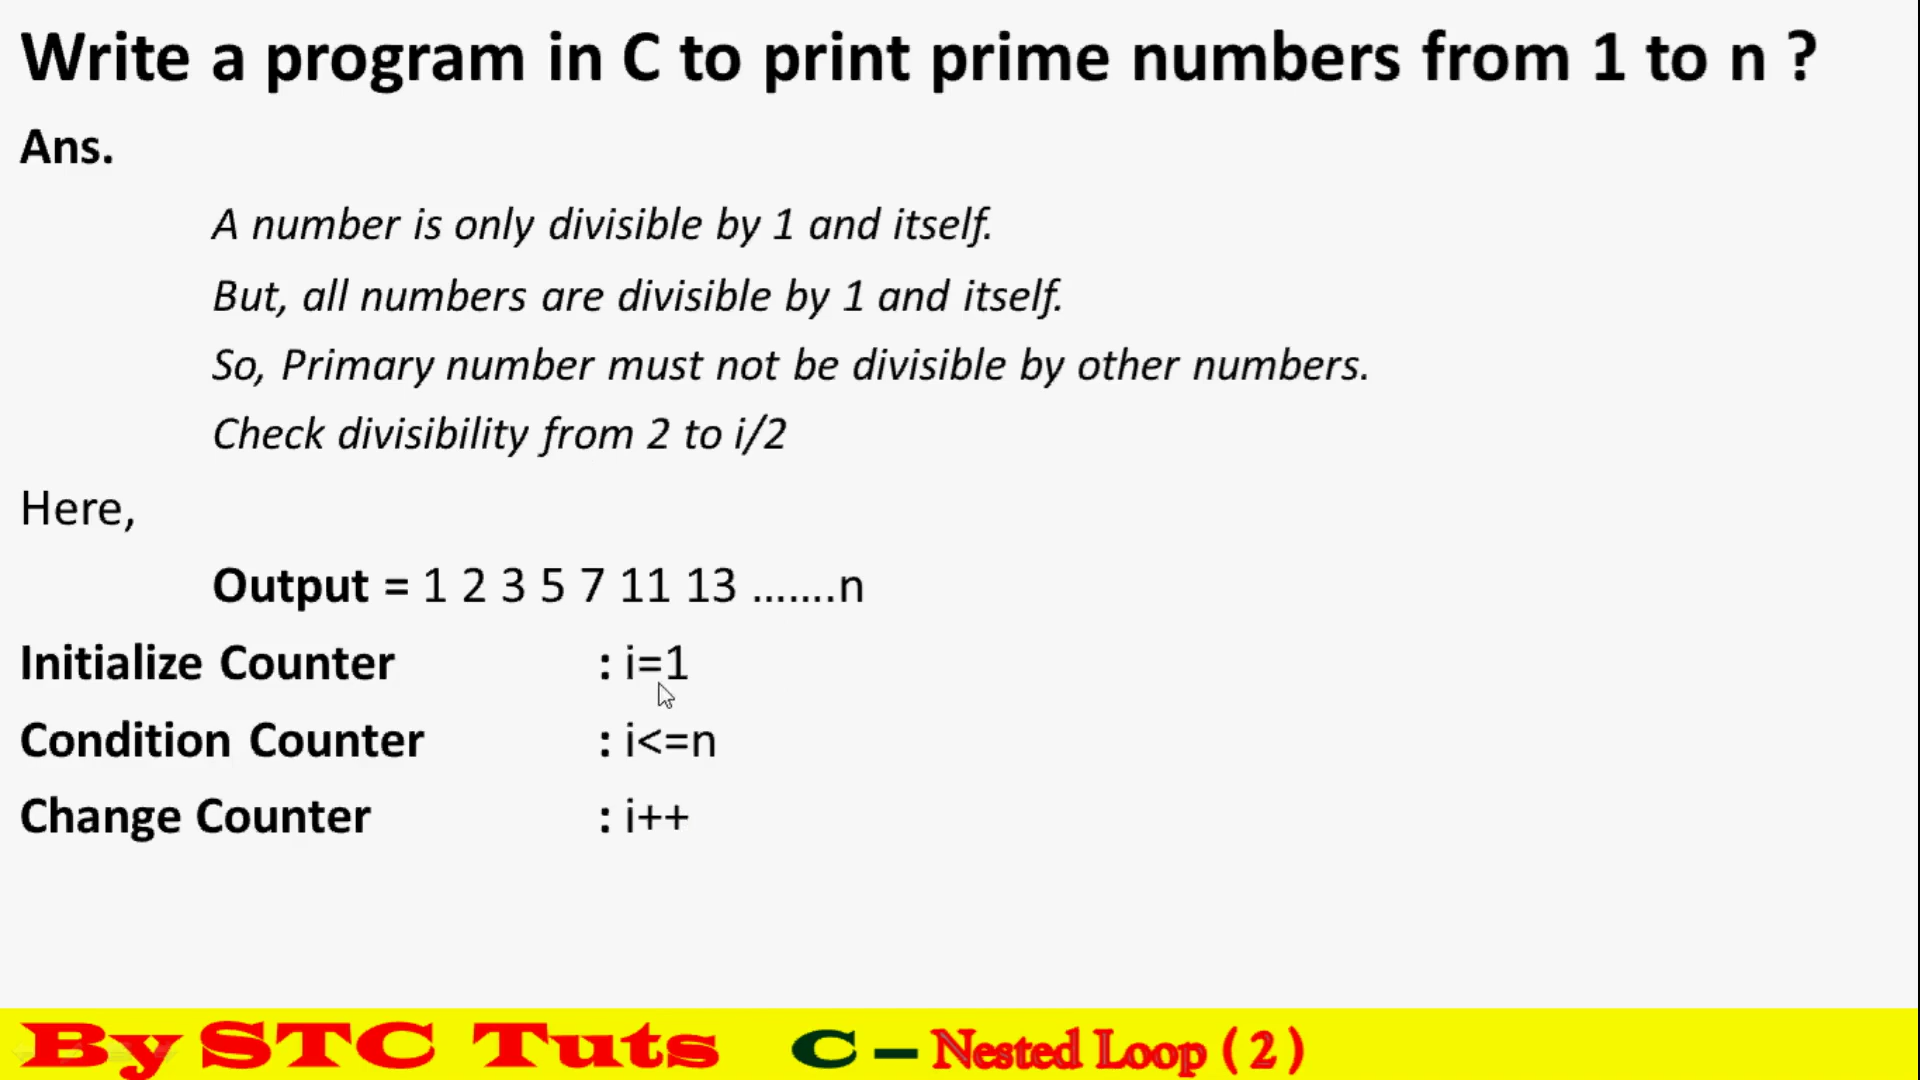 Write a program in C to print prime numbers from 1 to n ?
Ans.
A number is only divisible by 1 and itself.
But, all numbers are divisible by 1 and itself.
So, Primary number must not be divisible by other numbers.
Check divisibility from 2 to i/2
Here,
Output = 1 2 3 5 7 11 13 .......n
Initialize Counter : i=1
Condition Counter : i<=n
Change Counter : i++
By STC Tuts C – Nested Loop ( 2 )